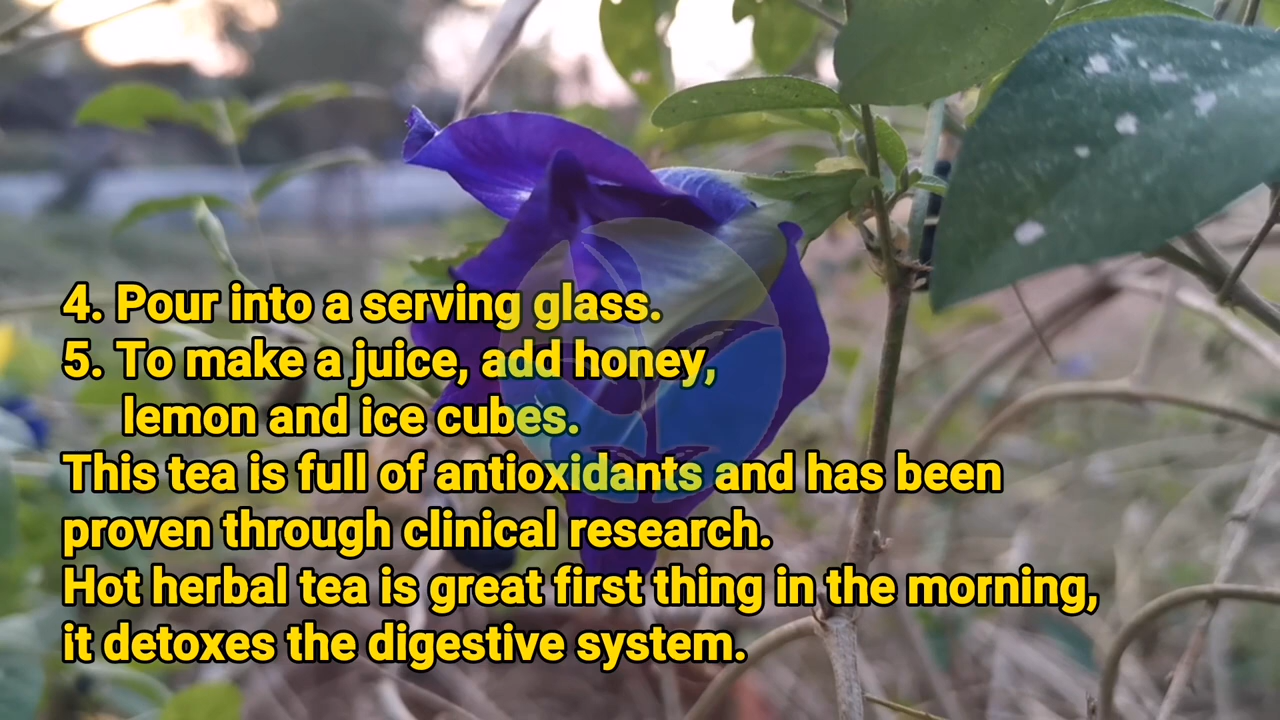 4. Pour into a serving glass.
5. To make a juice, add honey,
lemon and ice cubes.
This tea is full of antioxidants and has been
proven through clinical research.
Hot herbal tea is great first thing in the morning,
it detoxes the digestive system.